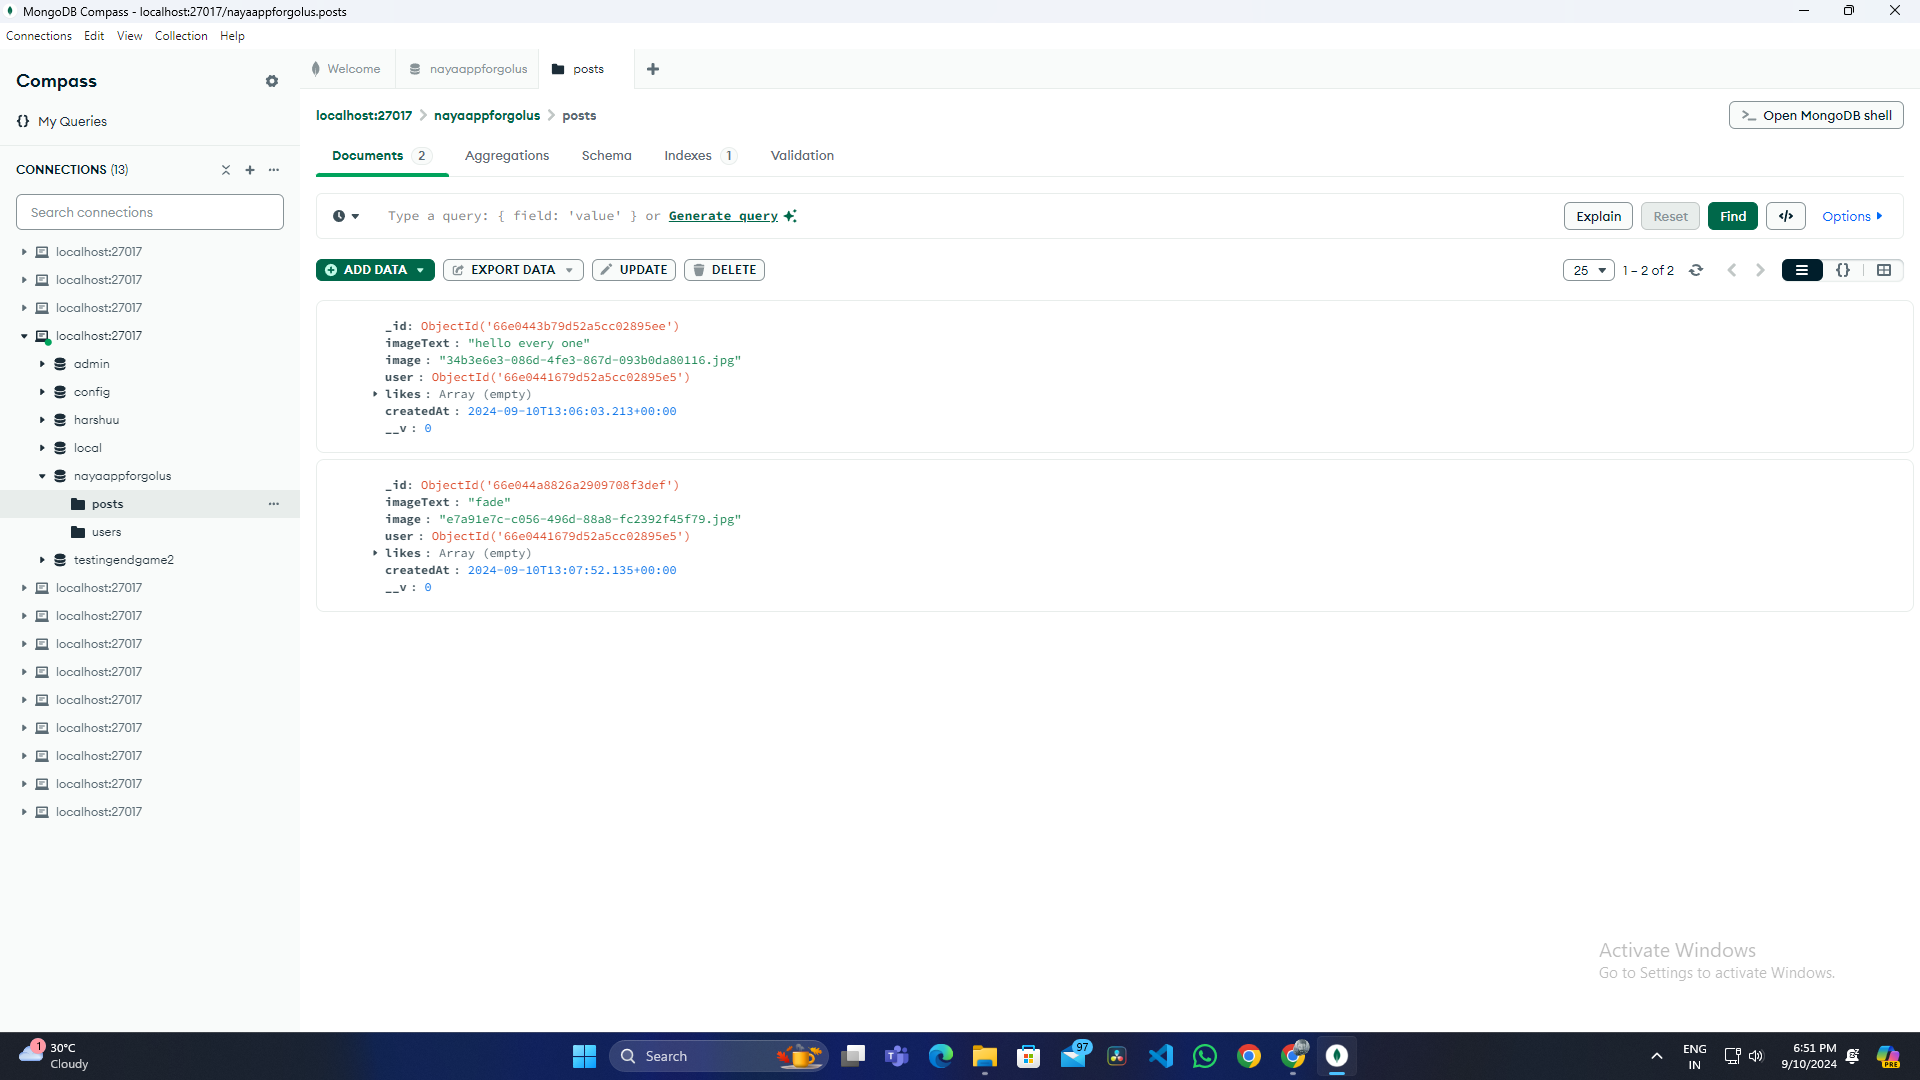 MongoDB Compass - localhost:27017/nayaappforgolus.posts
Connections Edit View Collection Help
Compass
{} My Queries
CONNECTIONS (13)
Search connections
localhost:27017
localhost:27017
localhost:27017
localhost:27017
admin
config
harshuu
local
nayaappforgolus
posts
users
testingendgame2
localhost:27017
localhost:27017
localhost:27017
localhost:27017
localhost:27017
localhost:27017
localhost:27017
localhost:27017
localhost:27017
Welcome nayaappforgolus posts
localhost:27017 > nayaappforgolus > posts
>_ Open MongoDB shell
Documents 2 Aggregations Schema Indexes 1 Validation
Type a query: { field: 'value' } or Generate query
Explain Reset Find </> Options
ADD DATA EXPORT DATA UPDATE DELETE
25 1 – 2 of 2 {}
_id: ObjectId('66e0443b79d52a5cc02895ee')
imageText : "hello every one"
image : "34b3e6e3-086d-4fe3-867d-093b0da80116.jpg"
user : ObjectId('66e0441679d52a5cc02895e5')
likes : Array (empty)
createdAt : 2024-09-10T13:06:03.213+00:00
__v : 0
_id: ObjectId('66e044a8826a2909708f3def')
imageText : "fade"
image : "e7a91e7c-c056-496d-88a8-fc2392f45f79.jpg"
user : ObjectId('66e0441679d52a5cc02895e5')
likes : Array (empty)
createdAt : 2024-09-10T13:07:52.135+00:00
__v : 0
Activate Windows
Go to Settings to activate Windows.
1
30°C
Cloudy
Search
97
ENG
IN
6:51 PM
9/10/2024
PRE